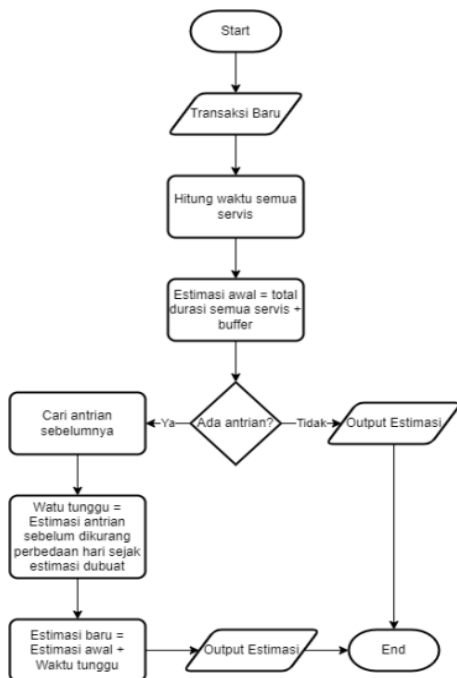 Start
Transaksi Baru
Hitung waktu semua
servis
Estimasi awal = total
durasi semua servis +
buffer
Ada antrian?
Ya
Tidak
Cari antrian
sebelumnya
Output Estimasi
Watu tunggu =
Estimasi antrian
sebelum dikurang
perbedaan hari sejak
estimasi dubuat
Estimasi baru =
Estimasi awal +
Waktu tunggu
Output Estimasi
End